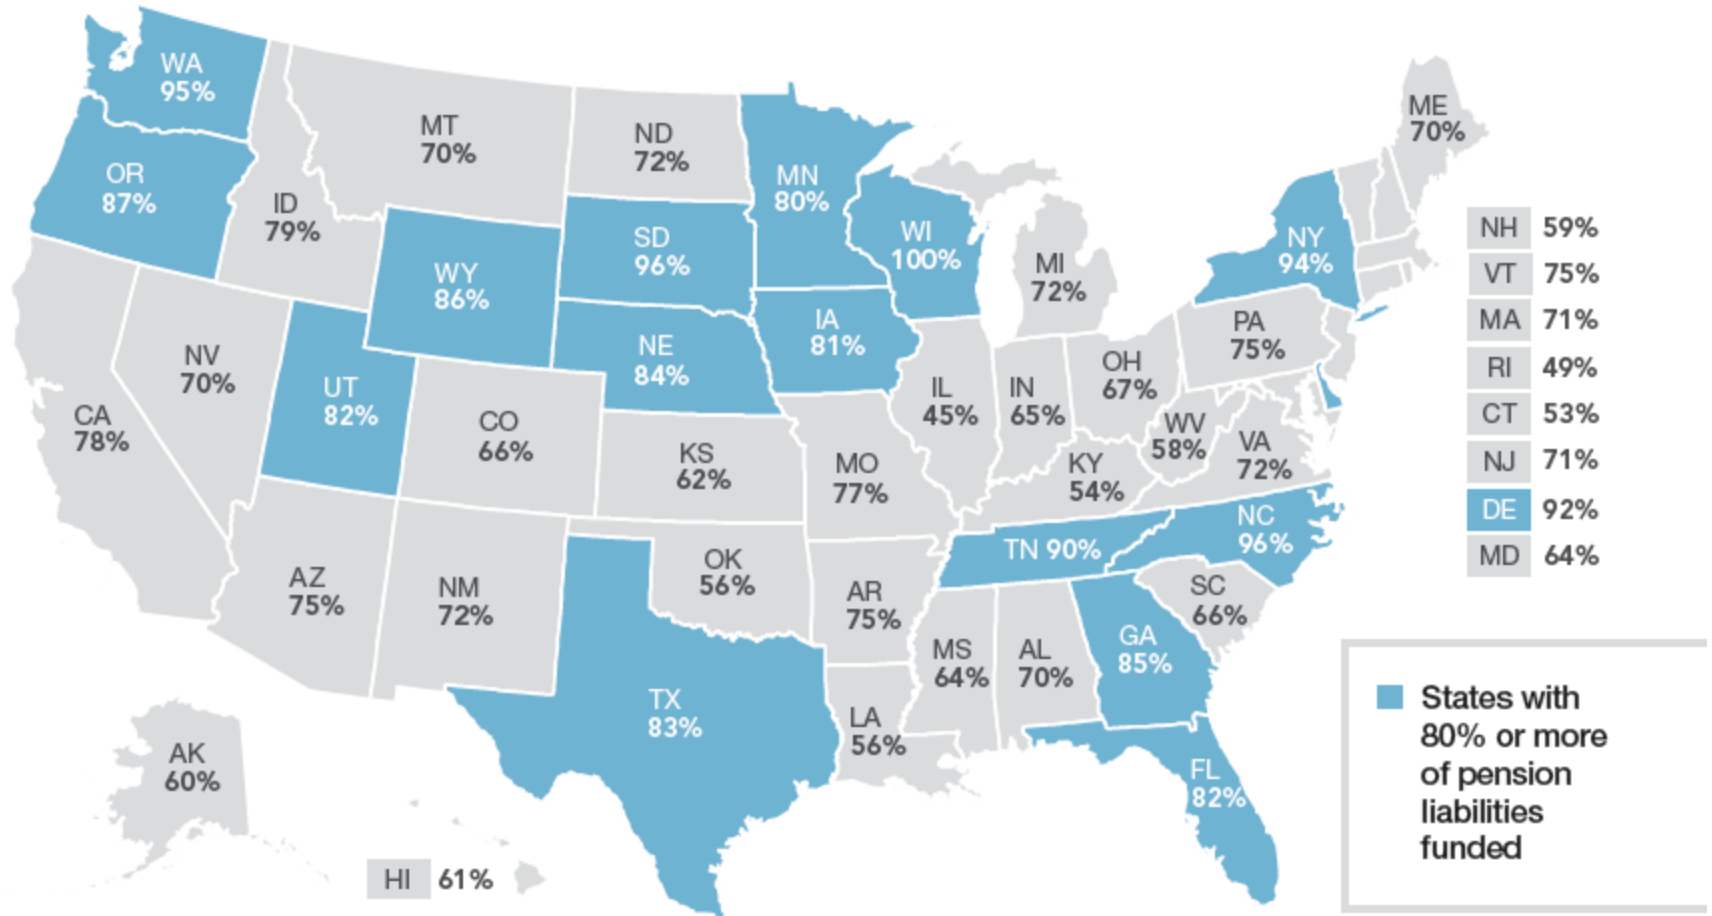 WA
95%
OR
87%
ID
79%
MT
70%
ND
72%
MN
80%
SD
96%
WI
100%
WY
86%
MI
72%
NY
94%
ME
70%
NV
70%
UT
82%
CA
78%
CO
66%
NE
84%
IA
81%
KS
62%
MO
77%
IL
45%
IN
65%
OH
67%
PA
75%
WV
58%
VA
72%
KY
54%
TN 90%
NC
96%
SC
66%
AZ
75%
NM
72%
OK
56%
AR
75%
TX
83%
LA
56%
MS
64%
AL
70%
GA
85%
FL
82%
AK
60%
HI 61%
NH 59%
VT 75%
MA 71%
RI 49%
CT 53%
NJ 71%
DE 92%
MD 64%
States with
80% or more
of pension
liabilities
funded